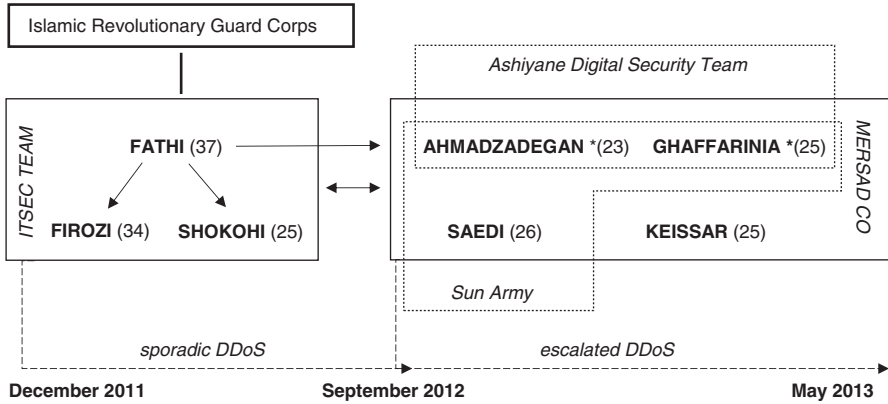 Islamic Revolutionary Guard Corps
Ashiyane Digital Security Team
ITSEC TEAM
FATHI (37)
AHMADZADEGAN *(23)
GHAFFARINIA *(25)
MERSAD CO
FIROZI (34)
SHOKOHI (25)
SAEDI (26)
KEISSAR (25)
Sun Army
sporadic DDoS
escalated DDoS
December 2011
September 2012
May 2013